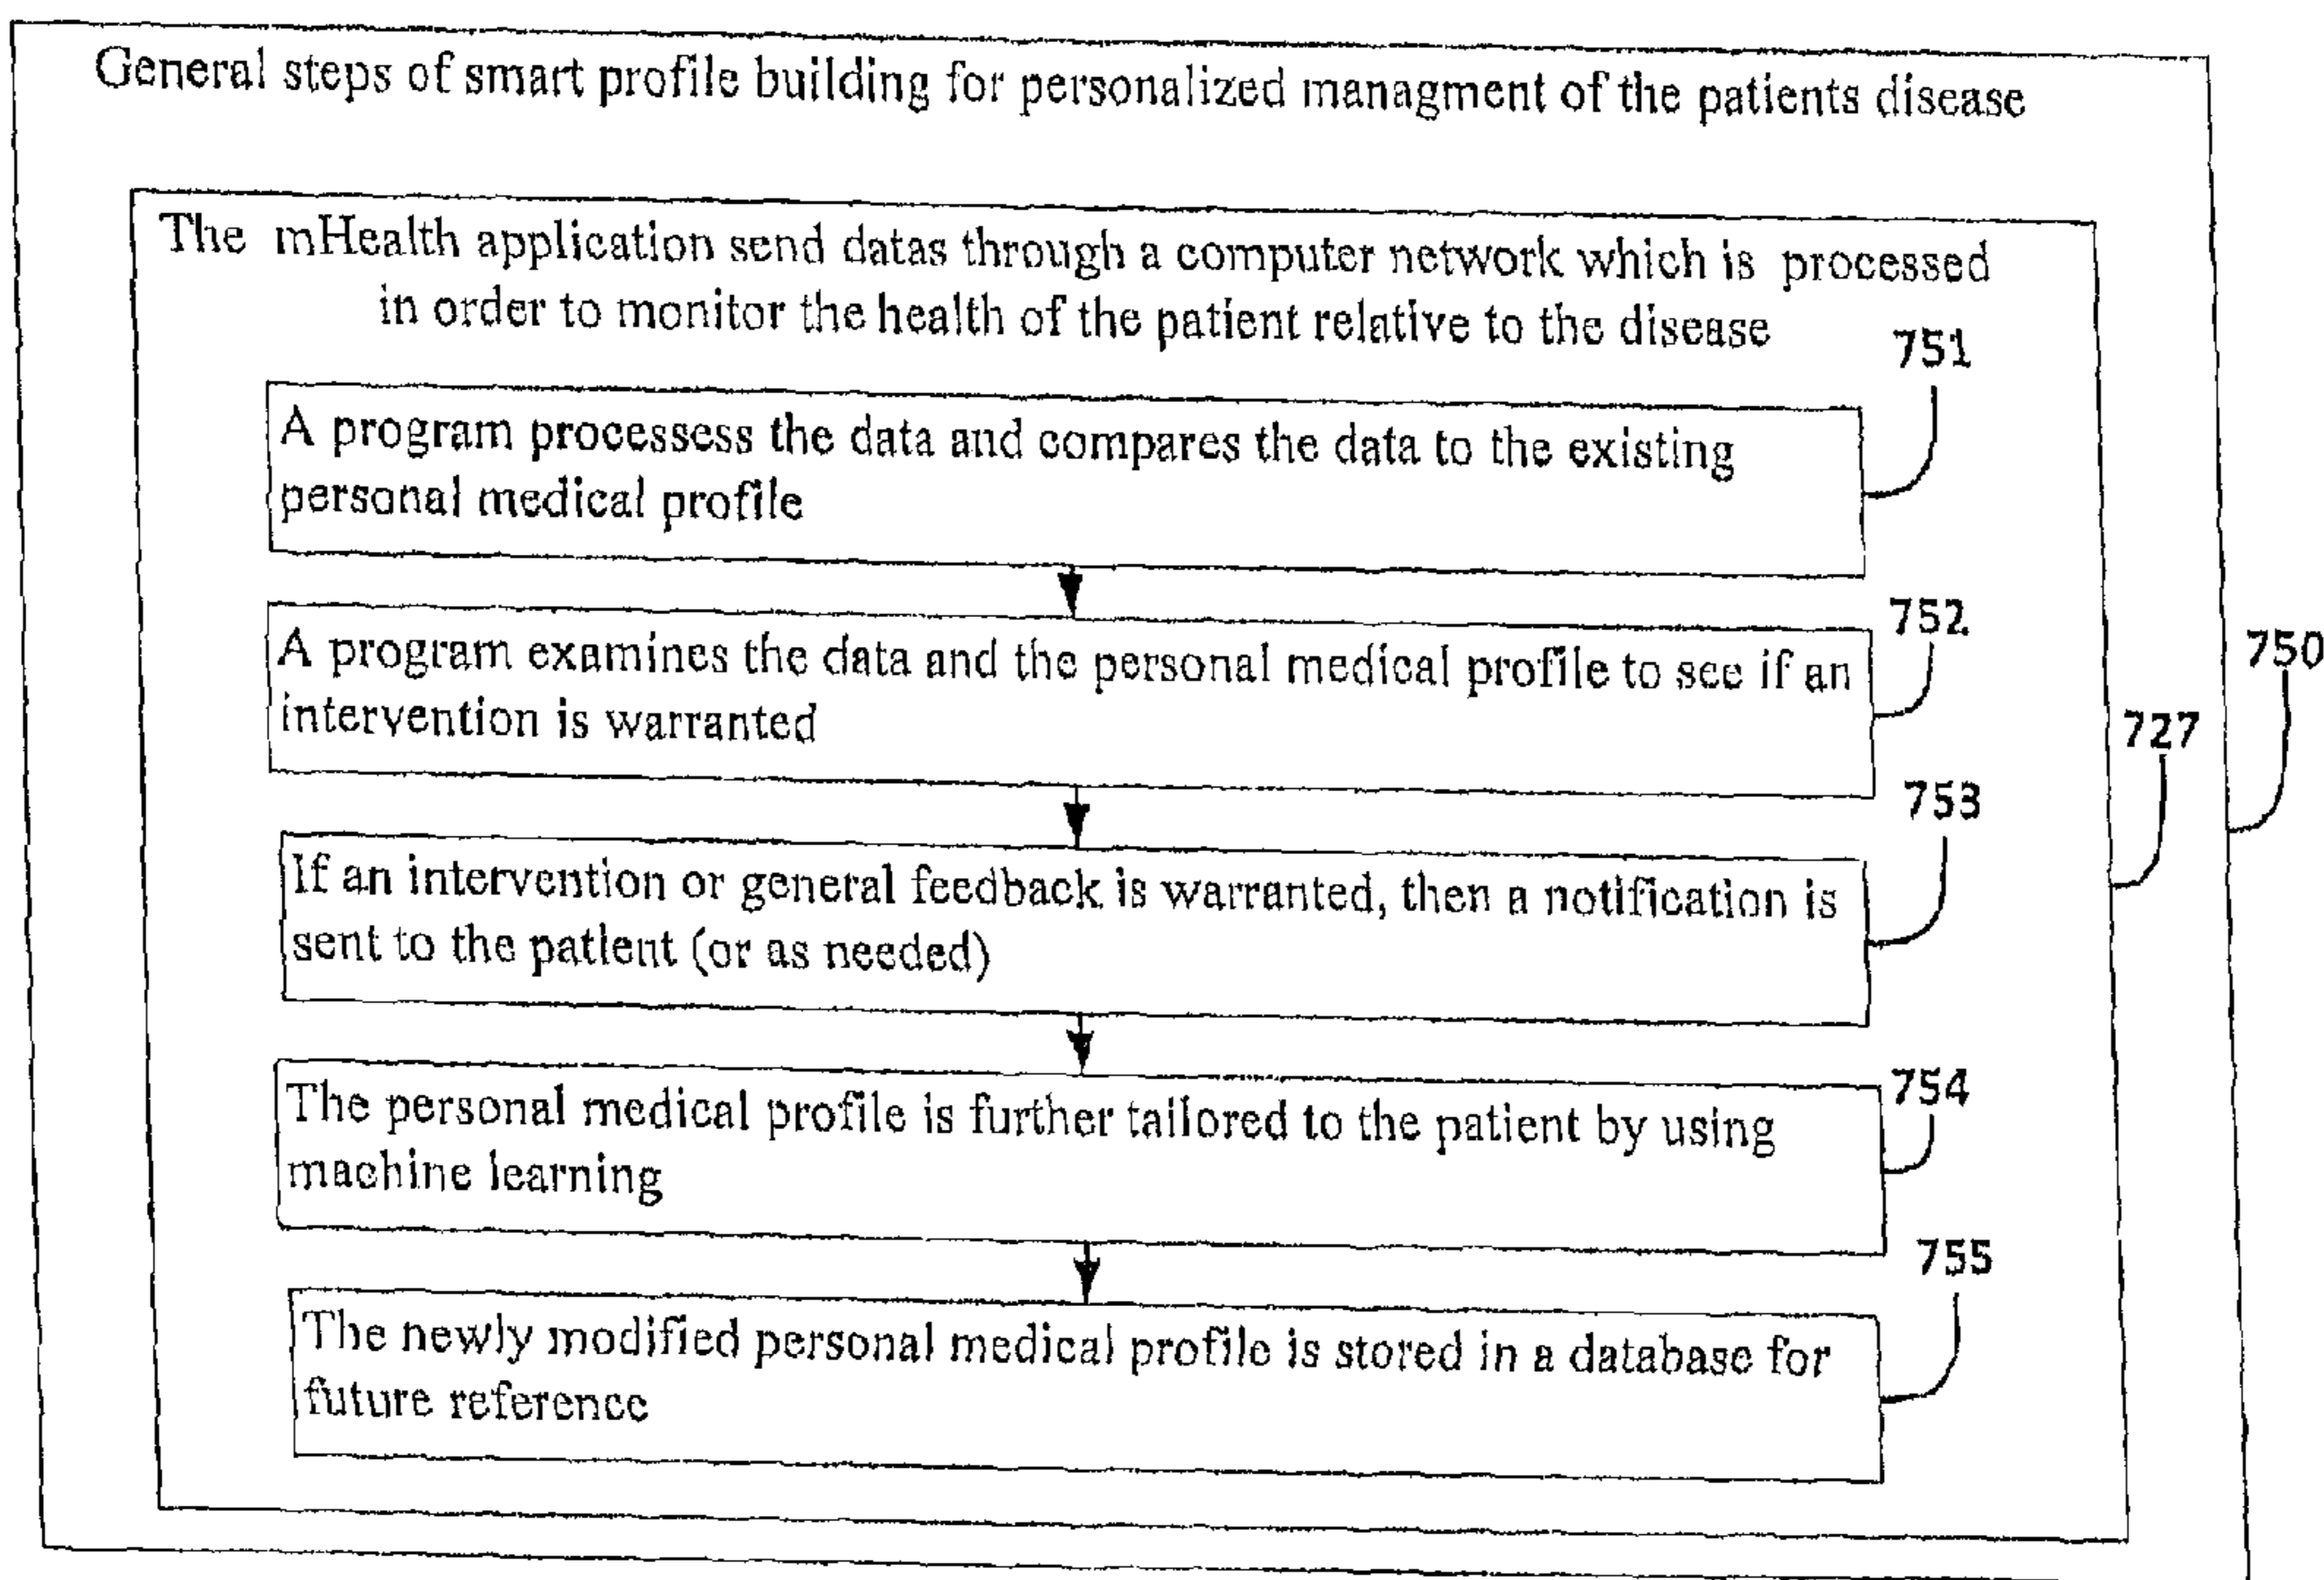 General steps of smart profile building for personalized managment of the patients disease
The mHealth application send datas through a computer network which is processed
in order to monitor the health of the patient relative to the disease
751
A program processess the data and compares the data to the existing
personal medical profile
752
A program examines the data and the personal medical profile to see if an
intervention is warranted
750
727
753
If an intervention or general feedback is warranted, then a notification is
sent to the patient (or as needed)
754
The personal medical profile is further tailored to the patient by using
machine learning
755
The newly modified personal medical profile is stored in a database for
future reference